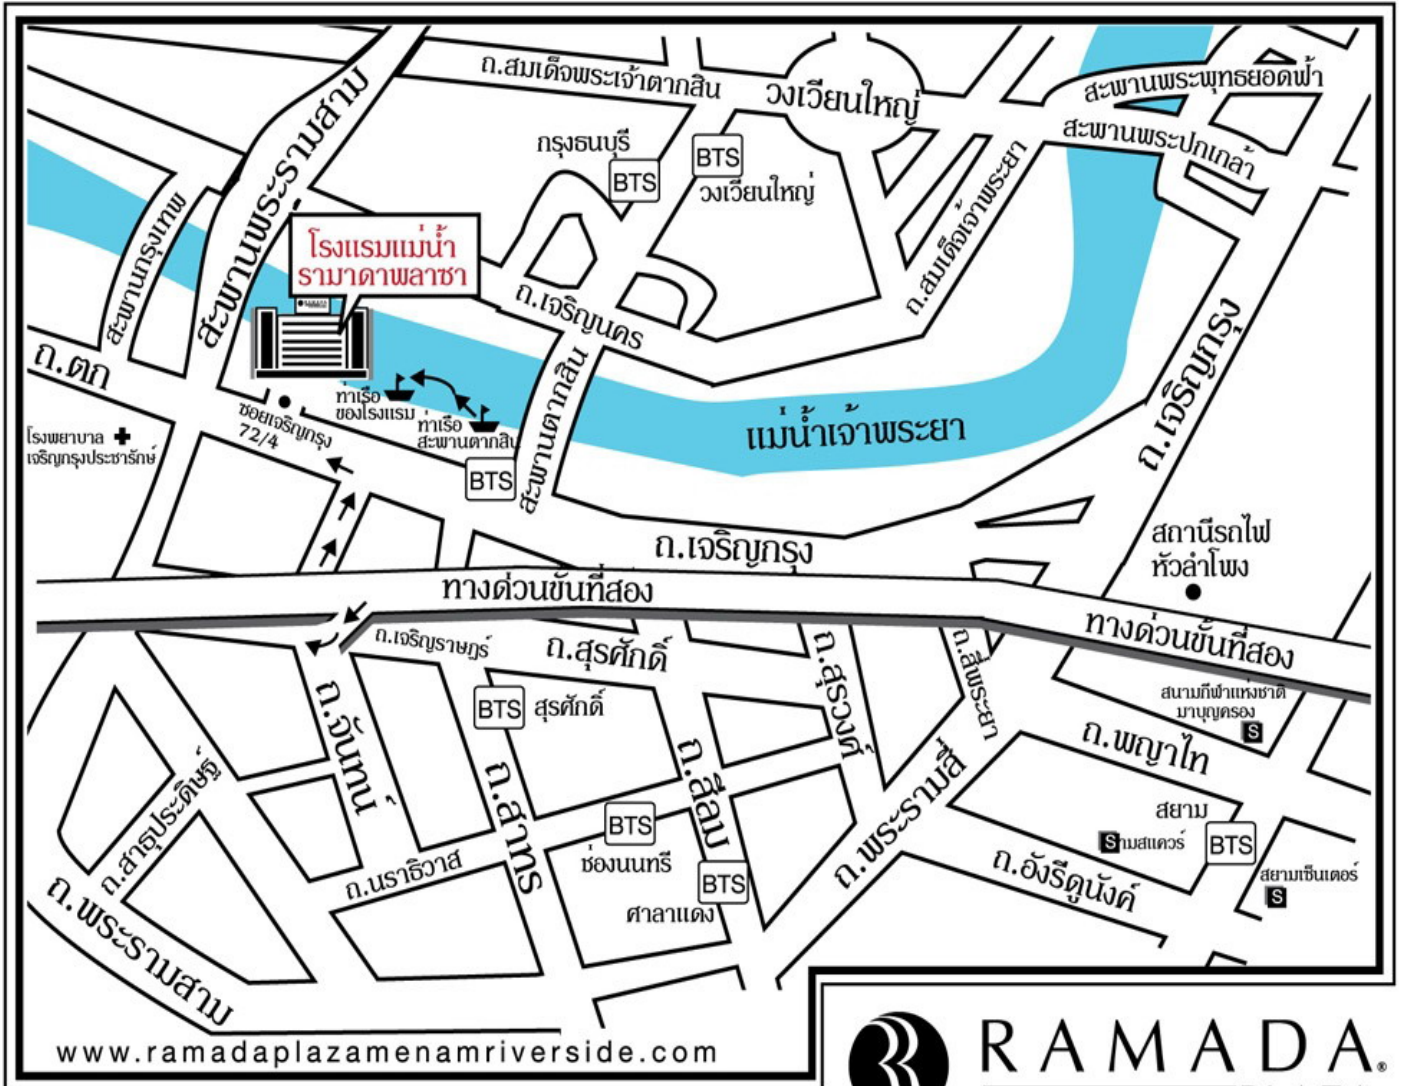 ถ.สมเด็จพระเจ้าตากสิน
วงเวียนใหญ่
สะพานพระพุทธยอดฟ้า
สะพานพระปกเกล้า
สะพานพระรามสาม
กรุงธนบุรี
BTS
BTS
วงเวียนใหญ่
ถ.สมเด็จเจ้าพระยา
สะพานกรุงเทพ
โรงแรมแม่น้ำ
รามาดาพลาซา
ถ.เจริญนคร
ถ.เจริญกรุง
ถ.ตก
ท่าเรือ
ของโรงแรม
ท่าเรือ
สะพานตากสิน
สะพานตากสิน
แม่น้ำเจ้าพระยา
ซอยเจริญกรุง
72/4
โรงพยาบาล
เจริญกรุงประชารักษ์
BTS
ถ.เจริญกรุง
สถานีรถไฟ
หัวลำโพง
ทางด่วนขั้นที่สอง
ทางด่วนขั้นที่สอง
ถ.เจริญราษฎร์
ถ.สุรศักดิ์
ถ.สุรวงศ์
ถ.สี่พระยา
สนามกีฬาแห่งชาติ
มาบุญครอง
S
BTS
สุรศักดิ์
ถ.จันทน์
ถ.สาทร
ถ.สีลม
ถ.พญาไท
ถ.พระรามสี่
ถ.สาธุประดิษฐ์
สยาม
BTS
S
ามสแควร์
BTS
ช่องนนทรี
ถ.นราธิวาส
BTS
ศาลาแดง
ถ.อังรีดูนังต์
สยามเซ็นเตอร์
S
ถ.พระรามสาม
www.ramadaplazamenamriverside.com
RAMADA®